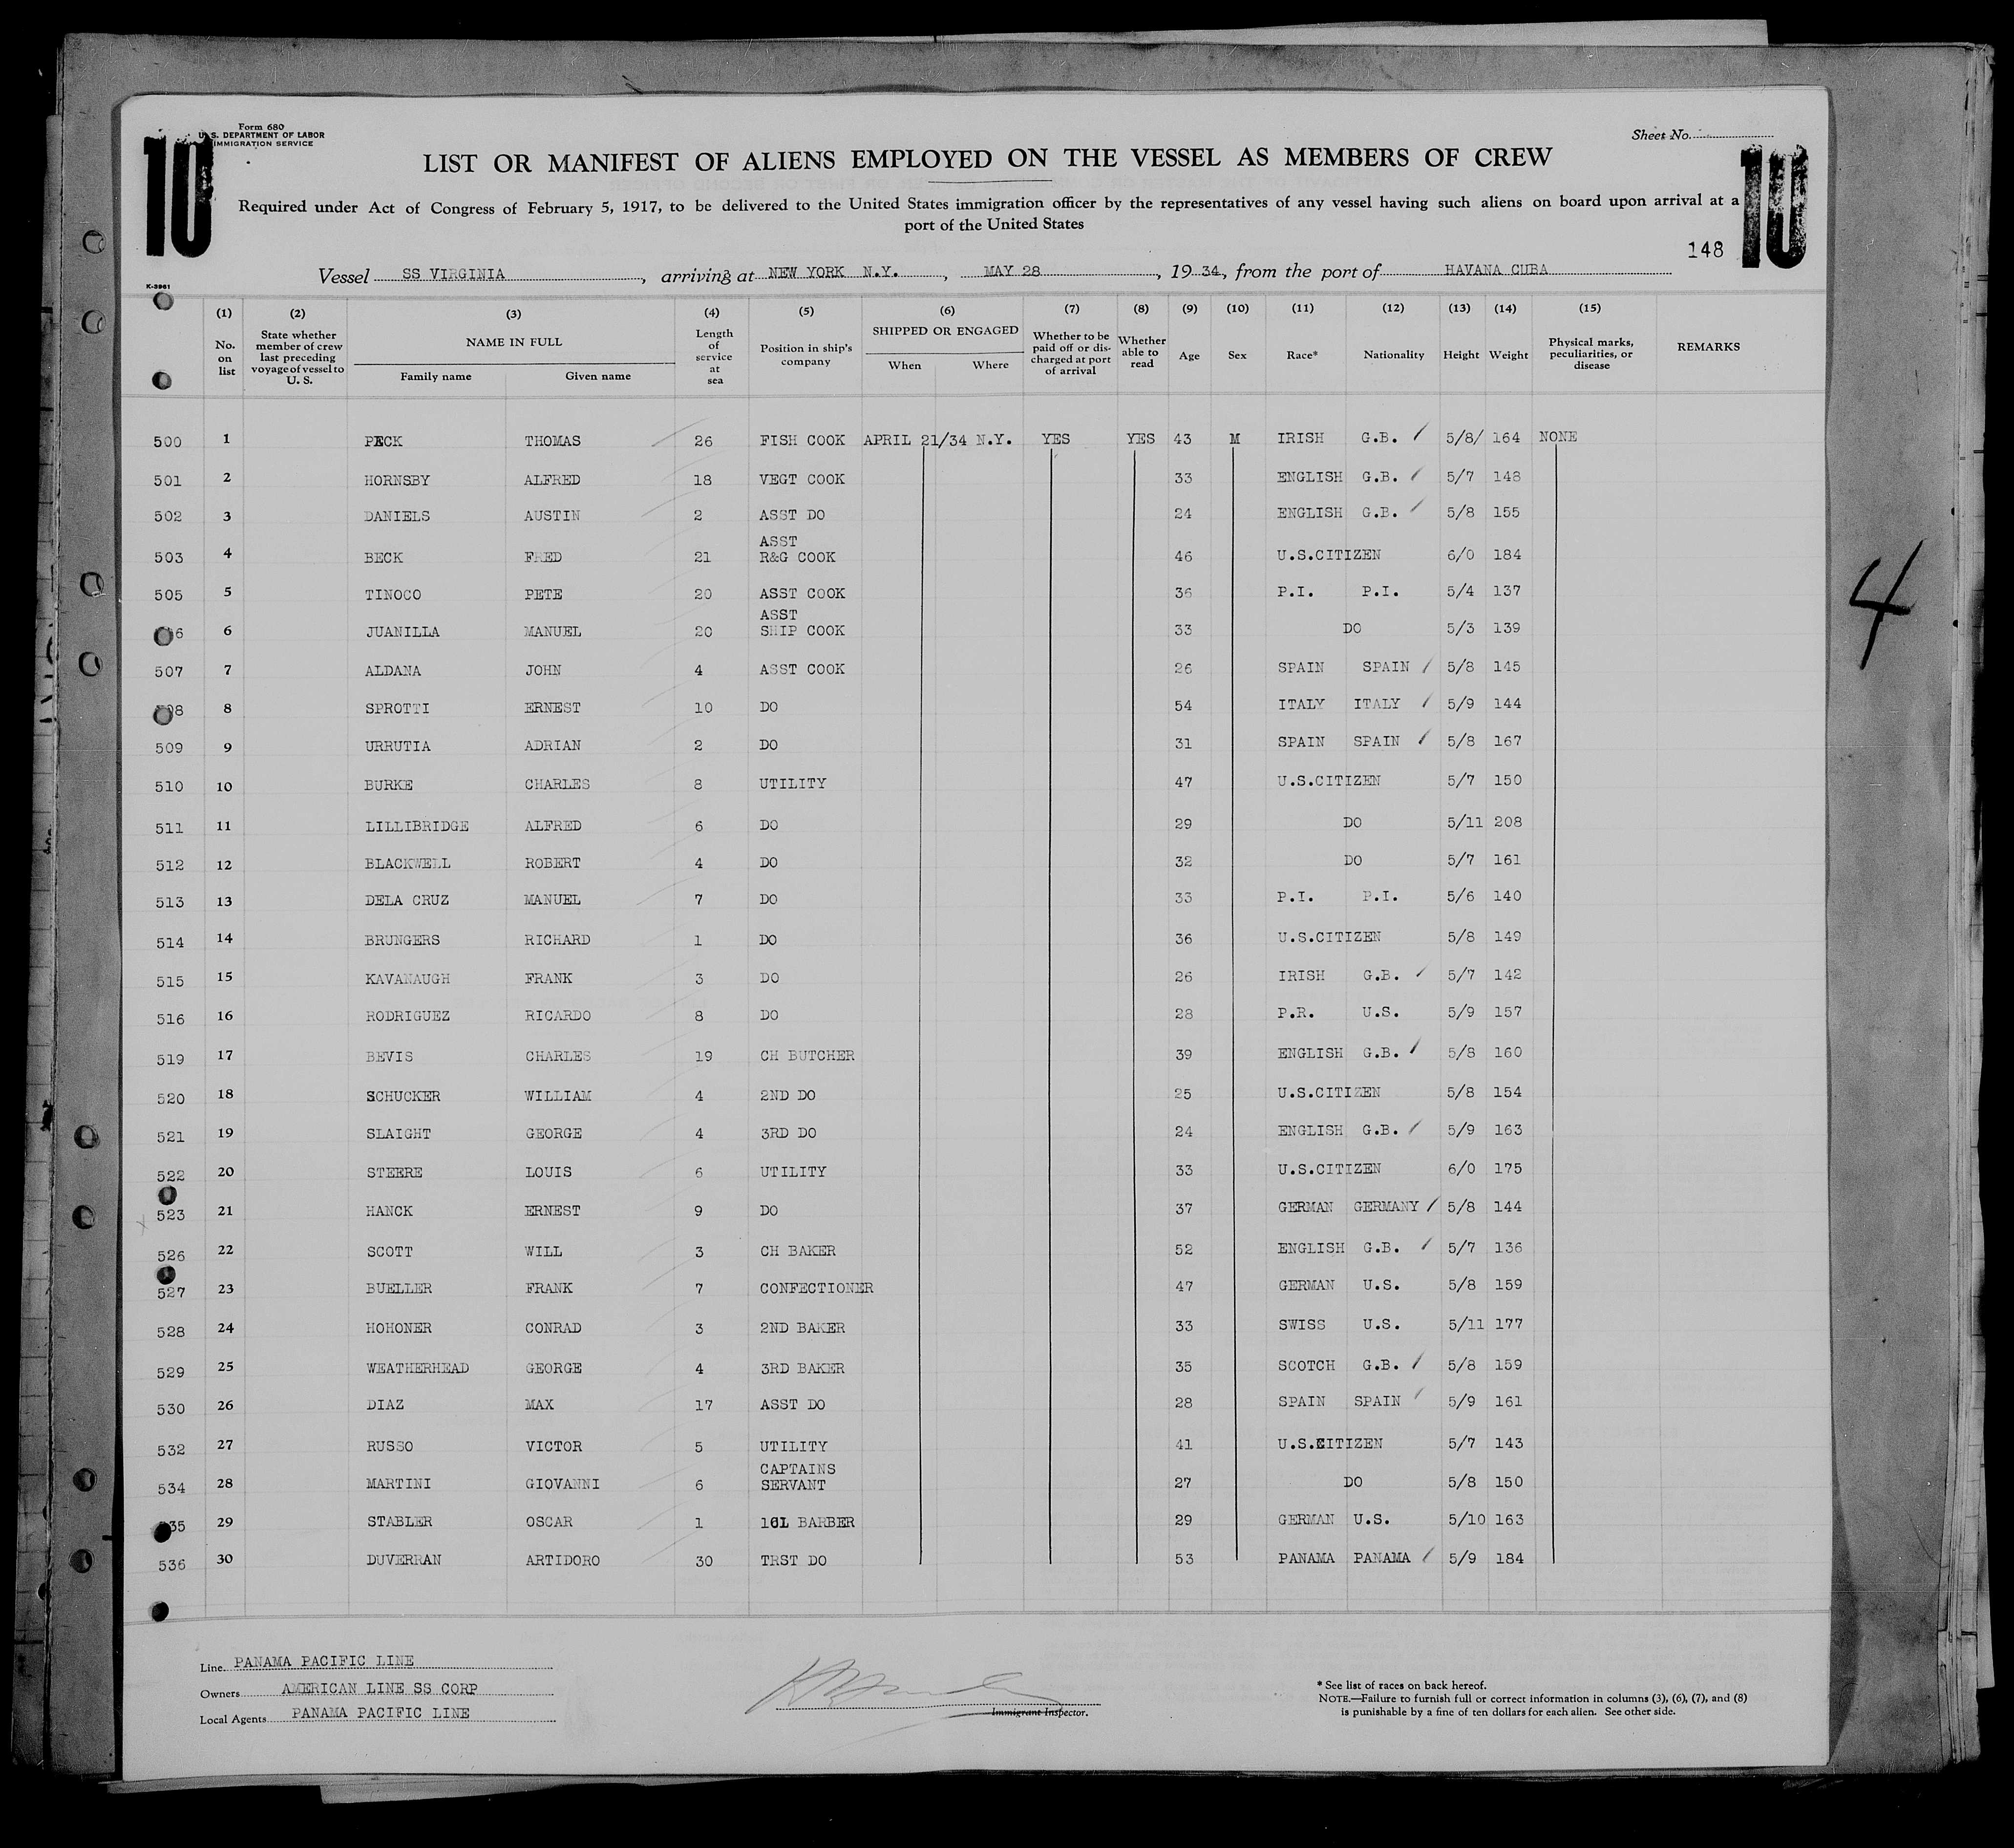 Form 680
U. S. DEPARTMENT OF LABOR
IMMIGRATION SERVICE
Sheet No.
10
10
LIST OR MANIFEST OF ALIENS EMPLOYED ON THE VESSEL AS MEMBERS OF CREW
Required under Act of Congress of February 5, 1917, to be delivered to the United States immigration officer by the representatives of any vessel having such aliens on board upon arrival at a
port of the United States
148
Vessel SS VIRGINIA, arriving at NEW YORK N.Y., MAY 28, 1934, from the port of HAVANA CUBA
K-3961
(1) (2) (3) (4) (5) (6) (7) (8) (9) (10) (11) (12) (13) (14) (15)
No. on list State whether member of crew last preceding voyage of vessel to U. S. NAME IN FULL Family name Given name Length of service at sea Position in ship's company SHIPPED OR ENGAGED When Where Whether to be paid off or discharged at port of arrival Whether able to read Age Sex Race* Nationality Height Weight Physical marks, peculiarities, or disease REMARKS
500 1 PECK THOMAS 26 FISH COOK APRIL 21/34 N.Y. YES YES 43 M IRISH G.B. 5/8/ 164 NONE
501 2 HORNSBY ALFRED 18 VEGT COOK 33 ENGLISH G.B. 5/7 148
502 3 DANIELS AUSTIN 2 ASST DO 24 ENGLISH G.B. 5/8 155
503 4 BECK FRED 21 ASST R&G COOK 46 U.S.CITIZEN 6/0 184
505 5 TINOCO PETE 20 ASST COOK 36 P.I. P.I. 5/4 137
6 6 JUANILLA MANUEL 20 ASST SHIP COOK 33 DO 5/3 139
507 7 ALDANA JOHN 4 ASST COOK 26 SPAIN SPAIN 5/8 145
8 8 SPROTTI ERNEST 10 DO 54 ITALY ITALY 5/9 144
509 9 URRUTIA ADRIAN 2 DO 31 SPAIN SPAIN 5/8 167
510 10 BURKE CHARLES 8 UTILITY 47 U.S.CITIZEN 5/7 150
511 11 LILLIBRIDGE ALFRED 6 DO 29 DO 5/11 208
512 12 BLACKWELL ROBERT 4 DO 32 DO 5/7 161
513 13 DELA CRUZ MANUEL 7 DO 33 P.I. P.I. 5/6 140
514 14 BRUNGERS RICHARD 1 DO 36 U.S.CITIZEN 5/8 149
515 15 KAVANAUGH FRANK 3 DO 26 IRISH G.B. 5/7 142
516 16 RODRIGUEZ RICARDO 8 DO 28 P.R. U.S. 5/9 157
519 17 BEVIS CHARLES 19 CH BUTCHER 39 ENGLISH G.B. 5/8 160
520 18 SCHUCKER WILLIAM 4 2ND DO 25 U.S.CITIZEN 5/8 154
521 19 SLAIGHT GEORGE 4 3RD DO 24 ENGLISH G.B. 5/9 163
522 20 STEERE LOUIS 6 UTILITY 33 U.S.CITIZEN 6/0 175
523 21 HANCK ERNEST 9 DO 37 GERMAN GERMANY 5/8 144
526 22 SCOTT WILL 3 CH BAKER 52 ENGLISH G.B. 5/7 136
527 23 BUELLER FRANK 7 CONFECTIONER 47 GERMAN U.S. 5/8 159
528 24 HOHONER CONRAD 3 2ND BAKER 33 SWISS U.S. 5/11 177
529 25 WEATHERHEAD GEORGE 4 3RD BAKER 35 SCOTCH G.B. 5/8 159
530 26 DIAZ MAX 17 ASST DO 28 SPAIN SPAIN 5/9 161
532 27 RUSSO VICTOR 5 UTILITY 41 U.S.CITIZEN 5/7 143
534 28 MARTINI GIOVANNI 6 CAPTAINS SERVANT 27 DO 5/8 150
35 29 STABLER OSCAR 1 1CL BARBER 29 GERMAN U.S. 5/10 163
536 30 DUVERRAN ARTIDORO 30 TRST DO 53 PANAMA PANAMA 5/9 184
4
Line PANAMA PACIFIC LINE
Owners AMERICAN LINE SS CORP
Local Agents PANAMA PACIFIC LINE
Immigrant Inspector.
* See list of races on back hereof.
NOTE.—Failure to furnish full or correct information in columns (3), (6), (7), and (8)
is punishable by a fine of ten dollars for each alien. See other side.